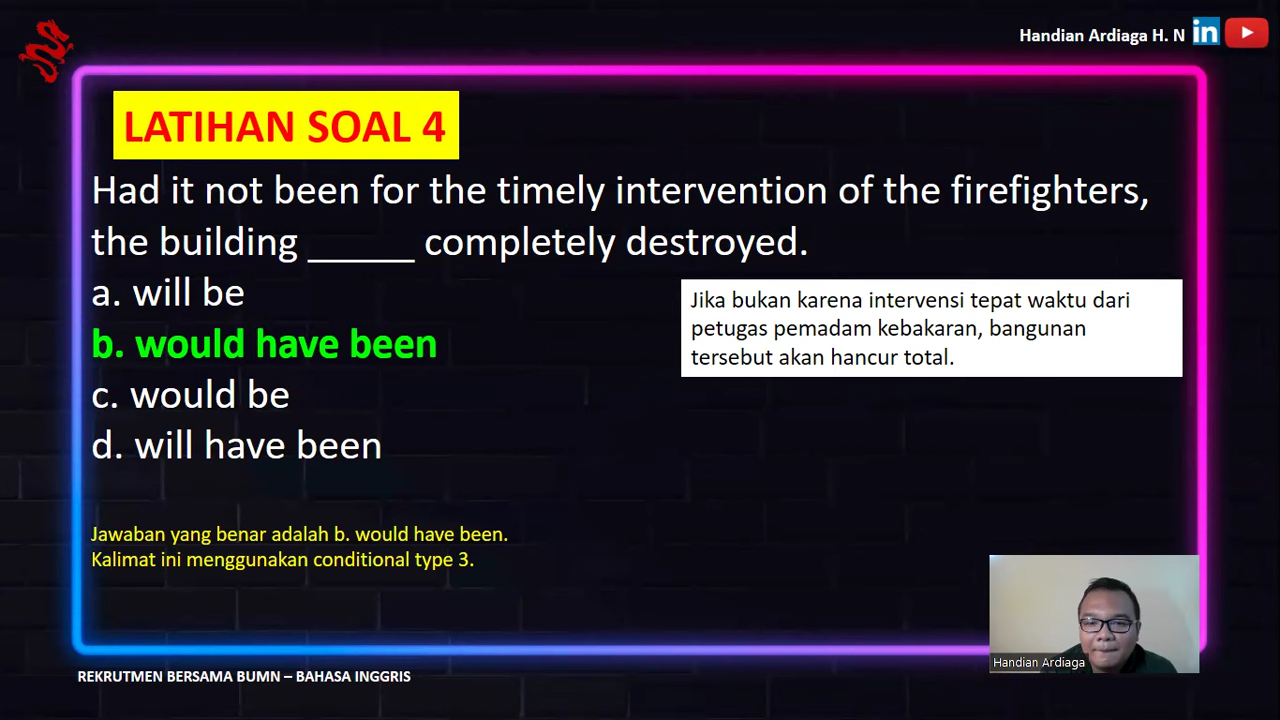 Handian Ardiaga H. N in
LATIHAN SOAL 4
Had it not been for the timely intervention of the firefighters,
the building _____ completely destroyed.
a. will be
b. would have been
c. would be
d. will have been
Jika bukan karena intervensi tepat waktu dari
petugas pemadam kebakaran, bangunan
tersebut akan hancur total.
Jawaban yang benar adalah b. would have been.
Kalimat ini menggunakan conditional type 3.
Handian Ardiaga
REKRUTMEN BERSAMA BUMN – BAHASA INGGRIS